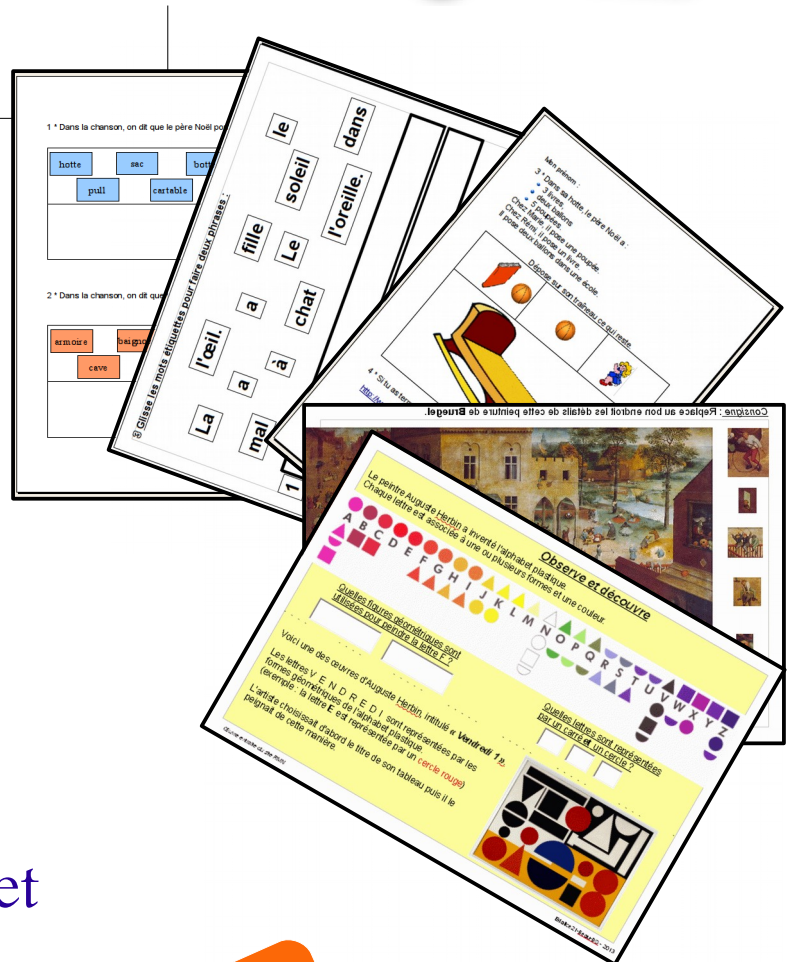 1 * Dans la chanson, on dit que le père Noël
hotte
sac
pull
cartable
2 * Dans la chanson, on dit que
armoire
cave
Glisse les mots étiquettes pour faire deux phrases :
le
dans
soleil
l'oreille.
fille
Le
a
chat
l'œil.
a
à
La
mal
1
Mon prénom :
3 * Dans sa hotte, le père Noël a :
3 livres,
deux ballons
5 poupées.
Chez Marie, il pose une poupée.
Chez Rémi, il pose un livre.
Il pose deux ballons dans une école.
Dépose sur son traîneau ce qui reste.
4 * Si tu as
Consigne : Replace au bon endroit les détails de cette peinture de Bruegel.
Observe et découvre
Le peintre Auguste Herbin a inventé l'alphabet plastique.
Chaque lettre est associée à une ou plusieurs formes et une couleur.
A B C D E F G H I J K L M N O P Q R S T U V W X Y Z
Quelles figures géométriques sont
utilisées pour peindre la lettre F ?
Voici une des œuvres d'Auguste Herbin, intitulé « Vendredi 1 ».
Les lettres V E N D R E D I sont représentées par les
formes géométriques de l'alphabet plastique.
(exemple : la lettre E est représentée par un cercle rouge)
L'artiste choisissait d'abord le titre de son tableau puis il le
peignait de cette manière.
Quelles lettres sont représentées
par un carré et un cercle ?
2013
et